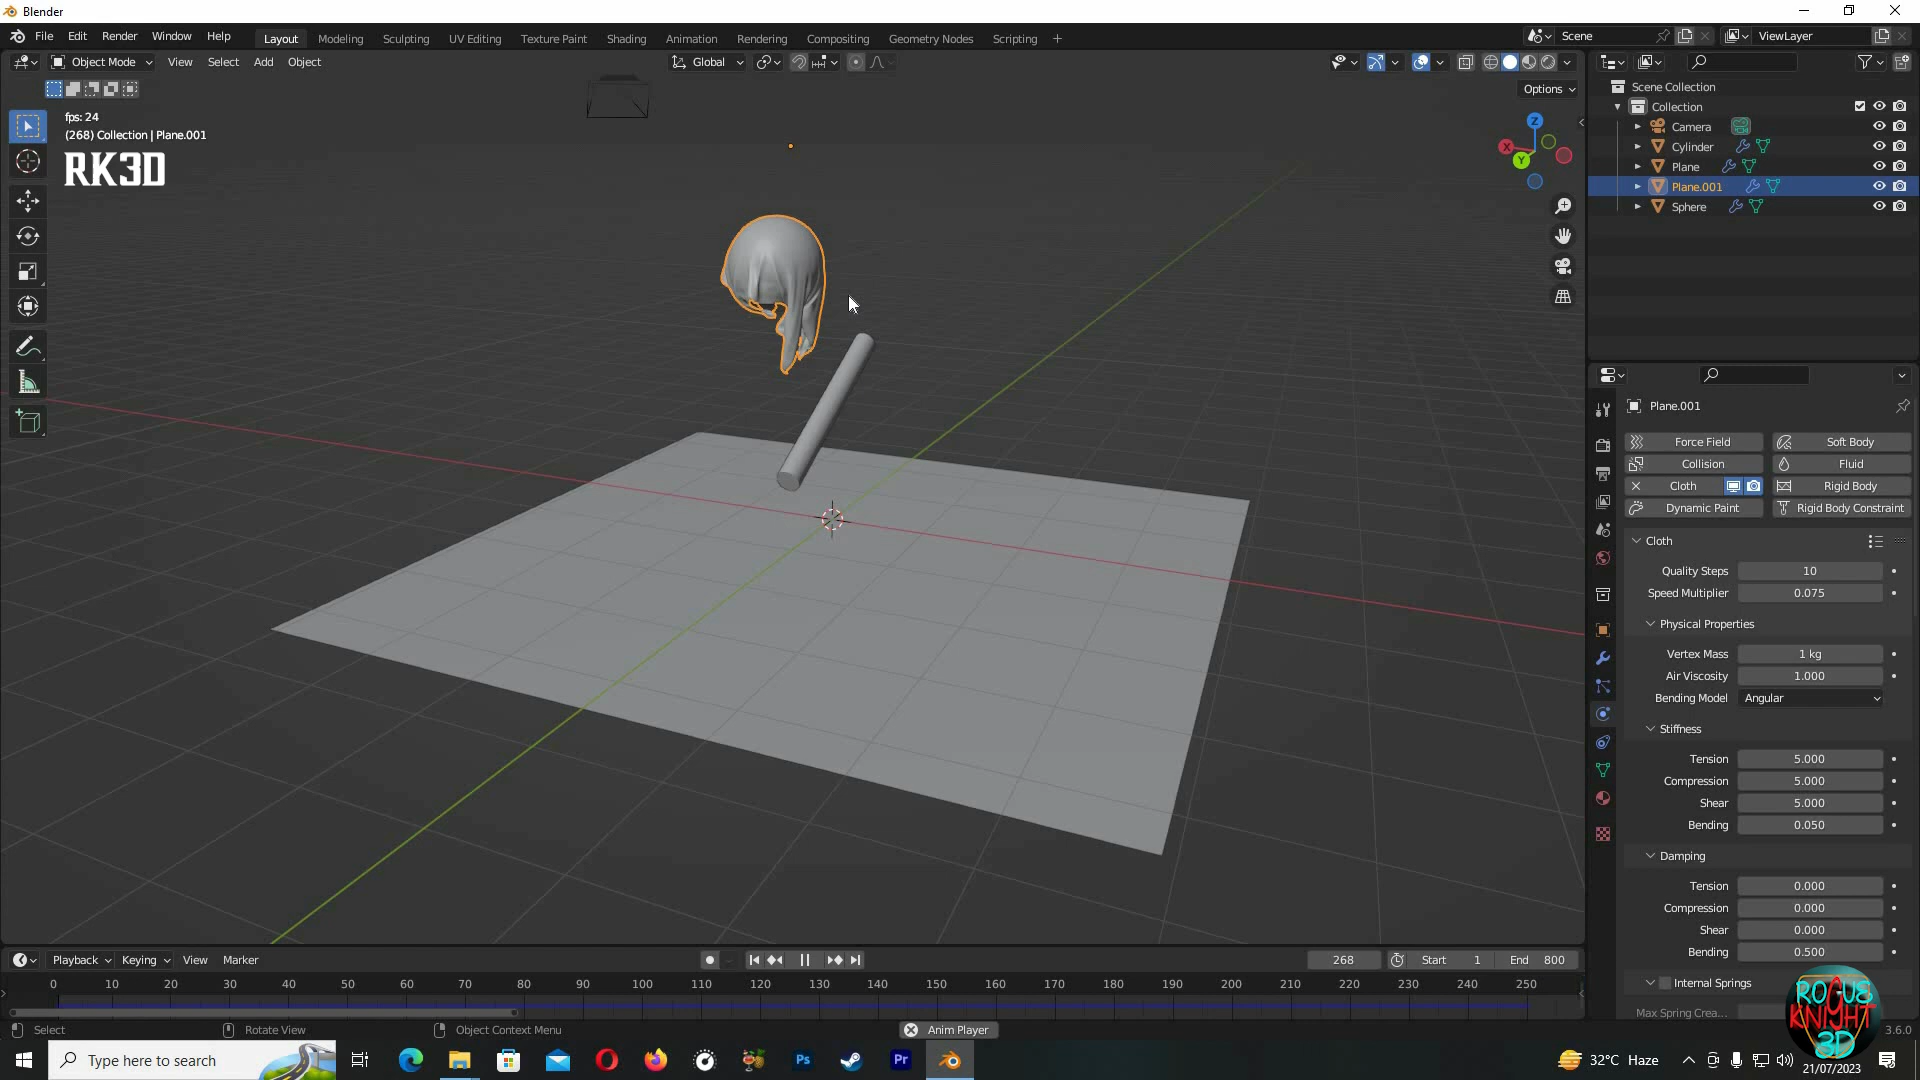 Blender
File Edit Render Window Help
Layout Modeling Sculpting UV Editing Texture Paint Shading Animation Rendering Compositing Geometry Nodes Scripting +
Scene ViewLayer
Object Mode View Select Add Object
Global
Options
fps: 24
(268) Collection | Plane.001
RK3D
Z
X
Y
Scene Collection
Collection
Camera
Cylinder
Plane
Plane.001
Sphere
Plane.001
Force Field Soft Body
Collision Fluid
Cloth Rigid Body
Dynamic Paint Rigid Body Constraint
Cloth
Quality Steps 10
Speed Multiplier 0.075
Physical Properties
Vertex Mass 1 kg
Air Viscosity 1.000
Bending Model Angular
Stiffness
Tension 5.000
Compression 5.000
Shear 5.000
Bending 0.050
Damping
Tension 0.000
Compression 0.000
Shear 0.000
Bending 0.500
Internal Springs
Max Spring Crea...
Playback Keying View Marker
268 Start 1 End 800
0 10 20 30 40 50 60 70 80 90 100 110 120 130 140 150 160 170 180 190 200 210 220 230 240 250
Select Rotate View Object Context Menu Anim Player
3.6.0
ROGUE
KNIGHT
3D
Type here to search
Ps
Pr
32°C Haze
21/07/2023